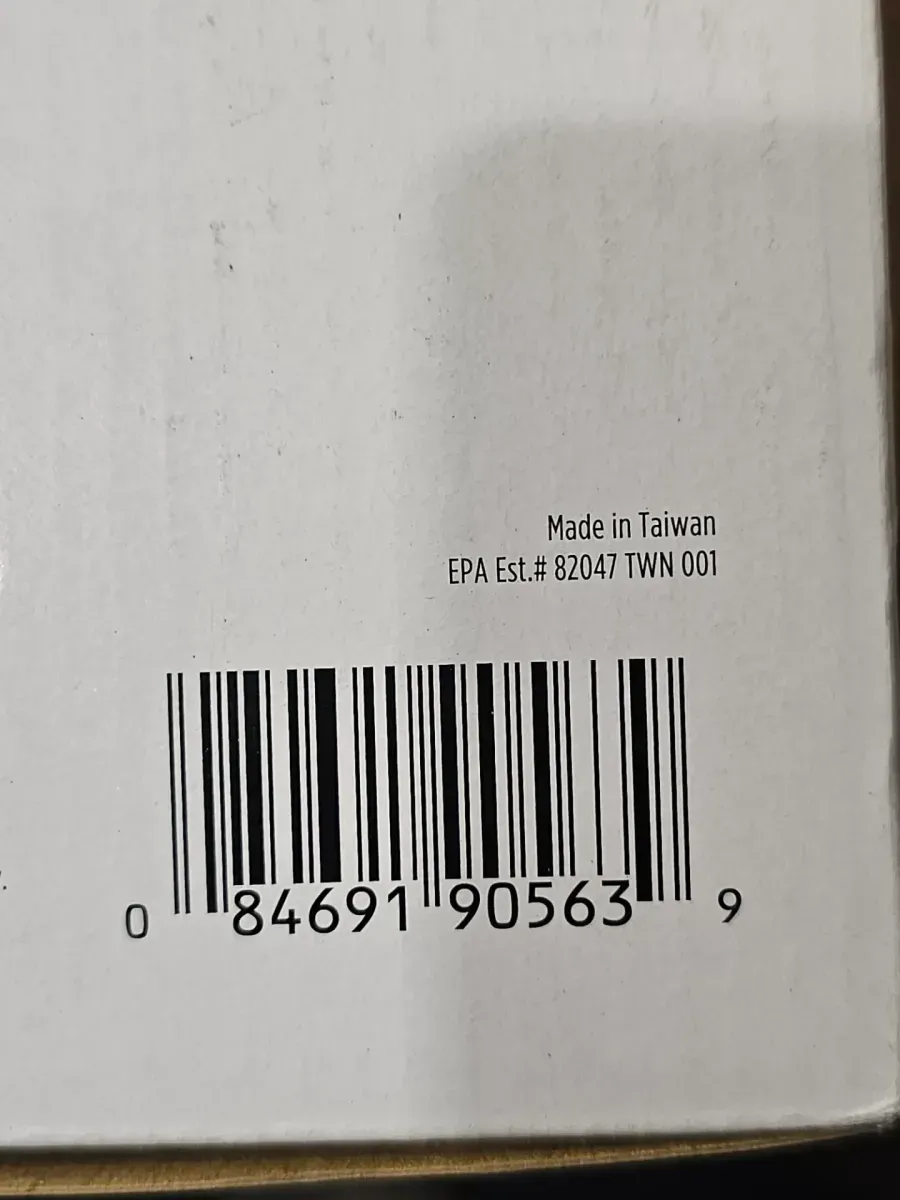 Made in Taiwan
EPA Est.# 82047 TWN 001
0 84691 90563 9